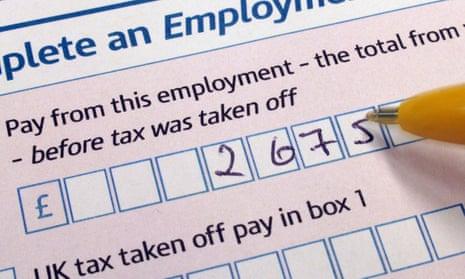 plete an Employme
Pay from this employment – the total from
– before tax was taken off
£ 2 6 7 5
UK tax taken off pay in box 1